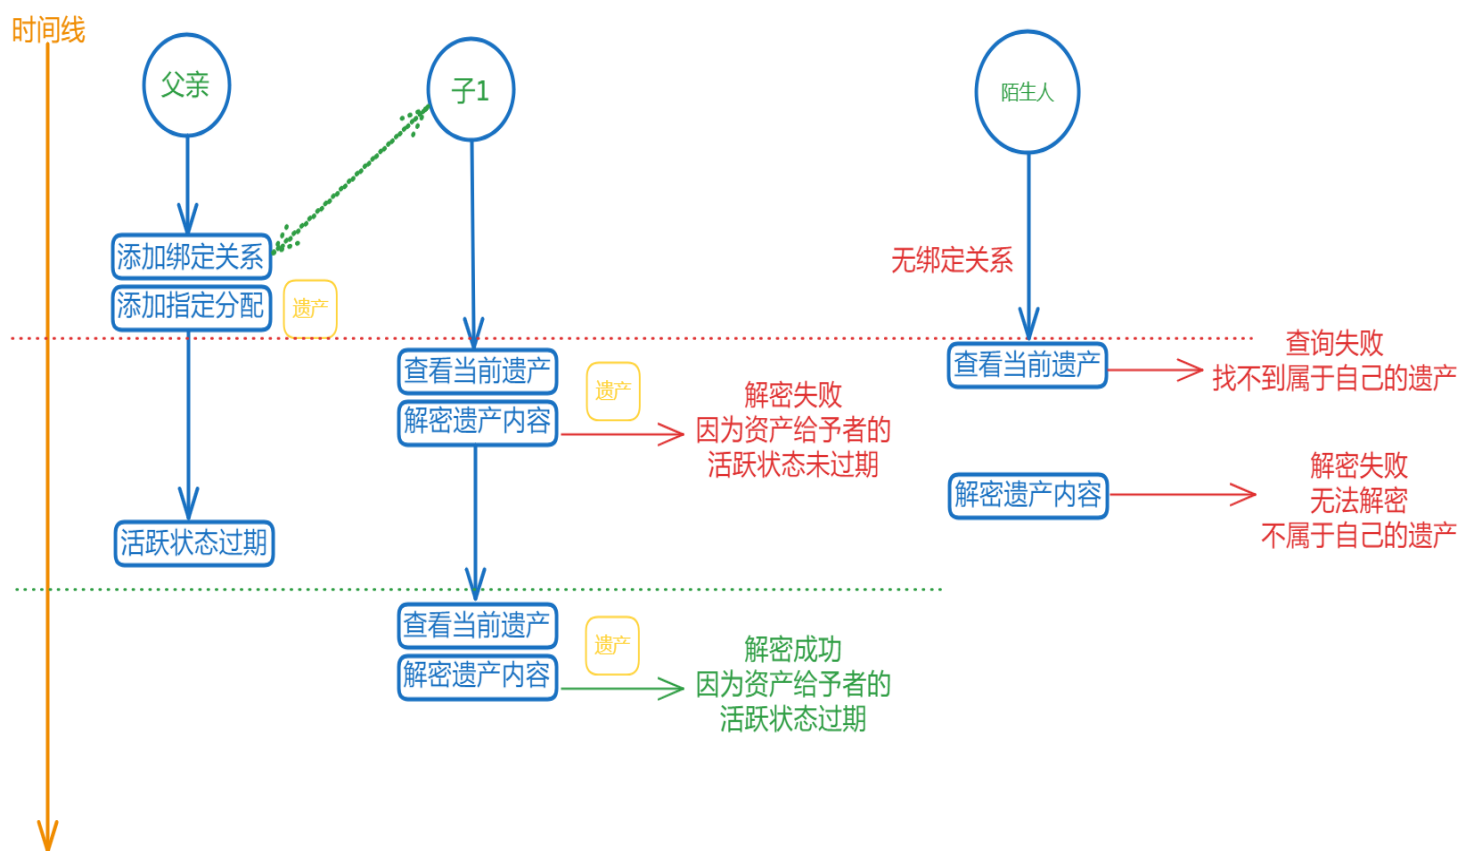 时间线
父亲
子1
陌生人
添加绑定关系
无绑定关系
添加指定分配
遗产
查看当前遗产
解密遗产内容
遗产
解密失败
因为资产给予者的
活跃状态未过期
查看当前遗产
查询失败
找不到属于自己的遗产
解密遗产内容
解密失败
无法解密
不属于自己的遗产
活跃状态过期
查看当前遗产
解密遗产内容
遗产
解密成功
因为资产给予者的
活跃状态过期